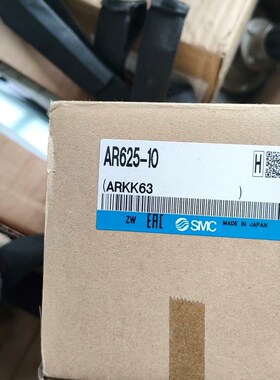 AR625-10
H
(ARKK63 )
ZW EAC SMC MADE IN JAPAN